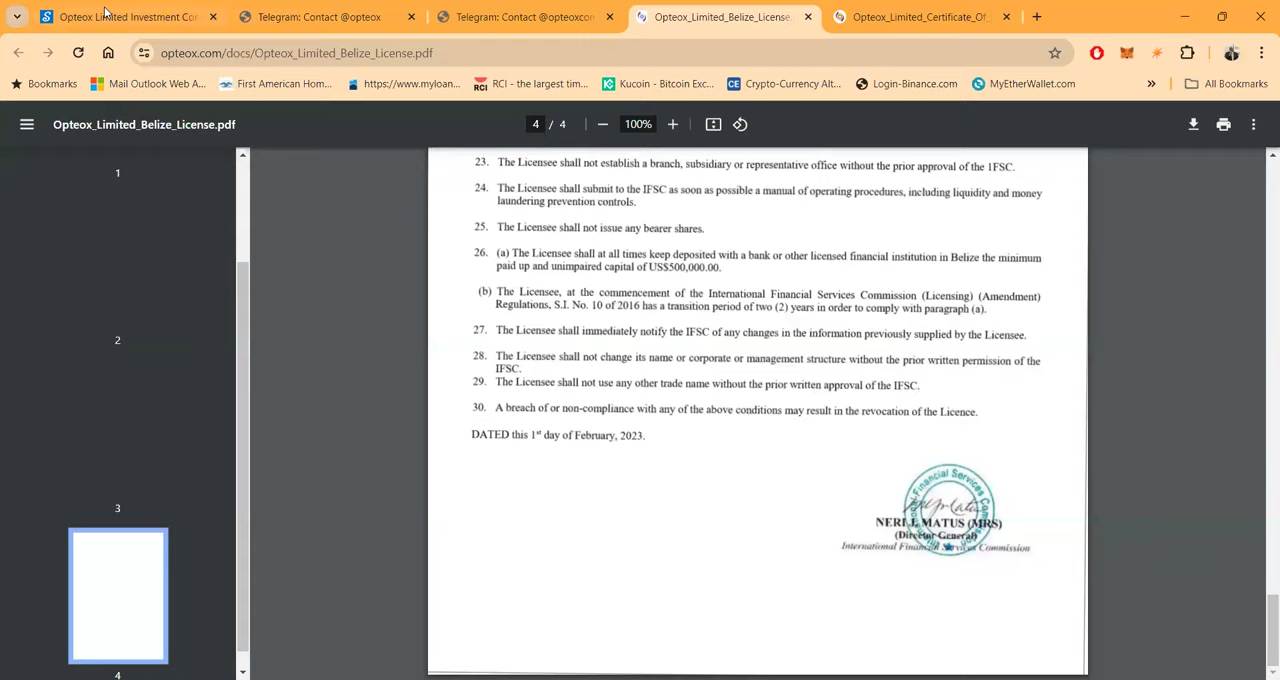 Opteox Limited Investment Con
Telegram: Contact @opteox
Telegram: Contact @opteoxcon
Opteox_Limited_Belize_License.
Opteox_Limited_Certificate_Of_
opteox.com/docs/Opteox_Limited_Belize_License.pdf
Bookmarks
Mail Outlook Web A...
First American Hom...
https://www.myloan...
RCI - the largest tim...
Kucoin - Bitcoin Exc...
Crypto-Currency Alt...
Login-Binance.com
MyEtherWallet.com
All Bookmarks
Opteox_Limited_Belize_License.pdf
4 / 4
100%
1
2
3
4
23. The Licensee shall not establish a branch, subsidiary or representative office without the prior approval of the 1FSC.
24. The Licensee shall submit to the IFSC as soon as possible a manual of operating procedures, including liquidity and money
laundering prevention controls.
25. The Licensee shall not issue any bearer shares.
26. (a) The Licensee shall at all times keep deposited with a bank or other licensed financial institution in Belize the minimum
paid up and unimpaired capital of US$500,000.00.
(b) The Licensee, at the commencement of the International Financial Services Commission (Licensing) (Amendment)
Regulations, S.I. No. 10 of 2016 has a transition period of two (2) years in order to comply with paragraph (a).
27. The Licensee shall immediately notify the IFSC of any changes in the information previously supplied by the Licensee.
28. The Licensee shall not change its name or corporate or management structure without the prior written permission of the
IFSC.
29. The Licensee shall not use any other trade name without the prior written approval of the IFSC.
30. A breach of or non-compliance with any of the above conditions may result in the revocation of the Licence.
DATED this 1st day of February, 2023.
NERI J. MATUS (MRS)
(Director General)
International Financial Services Commission